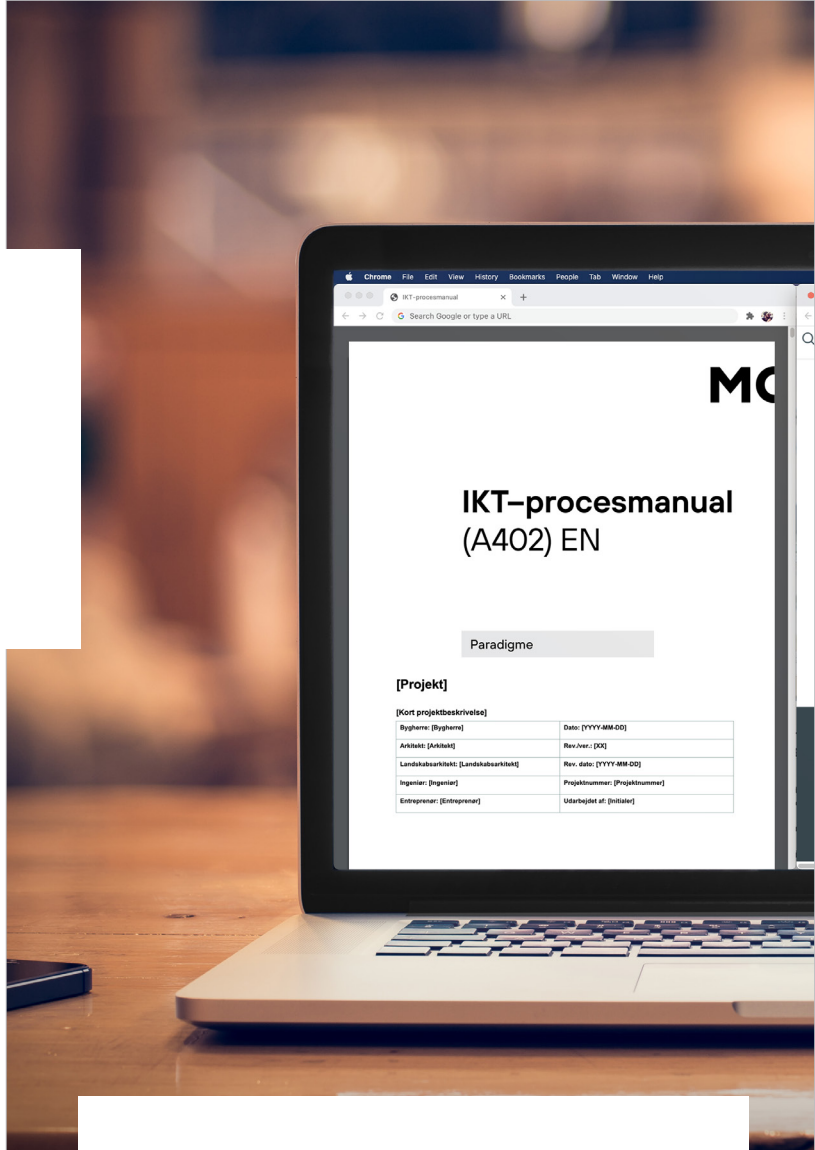 Chrome File Edit View History Bookmarks People Tab Window Help
IKT-procesmanual
Search Google or type a URL
MO
IKT–procesmanual
(A402) EN
Paradigme
[Projekt]
[Kort projektbeskrivelse]
Bygherre: [Bygherre] Dato: [YYYY-MM-DD]
Arkitekt: [Arkitekt] Rev./ver.: [XX]
Landskabsarkitekt: [Landskabsarkitekt] Rev. dato: [YYYY-MM-DD]
Ingeniør: [Ingeniør] Projektnummer: [Projektnummer]
Entreprenør: [Entreprenør] Udarbejdet af: [Initialer]